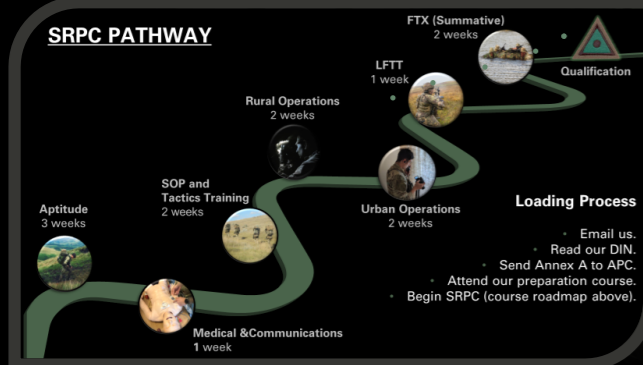 SRPC PATHWAY
Aptitude
3 weeks
Medical &Communications
1 week
SOP and
Tactics Training
2 weeks
Rural Operations
2 weeks
Urban Operations
2 weeks
LFTT
1 week
FTX (Summative)
2 weeks
Qualification
Loading Process
Email us.
Read our DIN.
Send Annex A to APC.
Attend our preparation course.
Begin SRPC (course roadmap above).